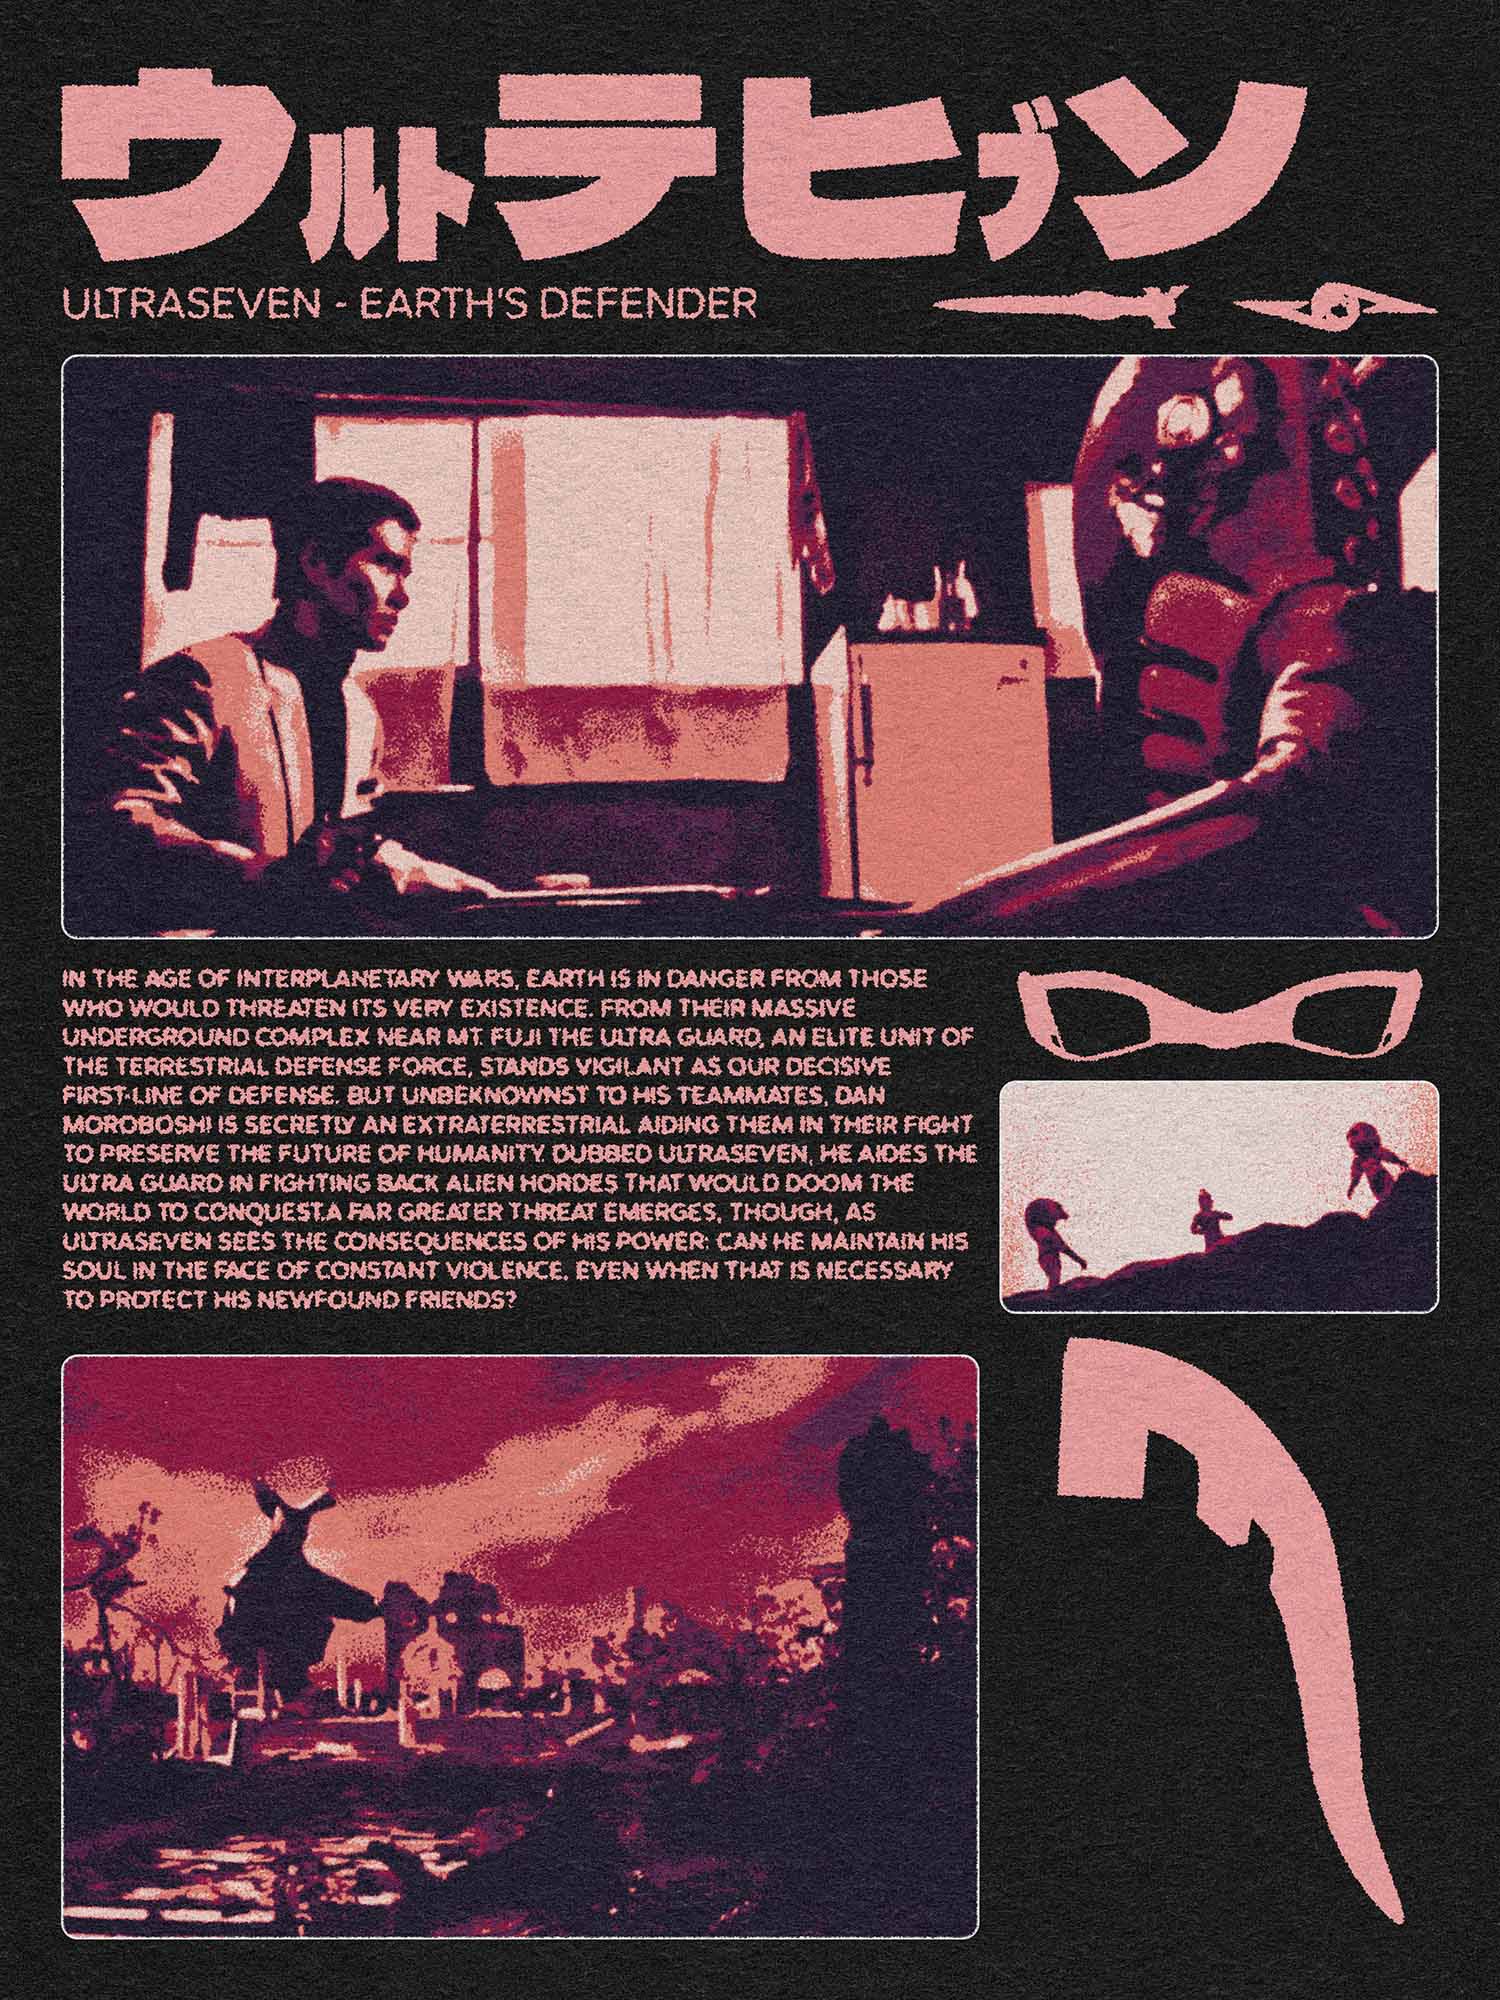 ウルトテヒブン
ULTRASEVEN - EARTH'S DEFENDER
IN THE AGE OF INTERPLANETARY WARS, EARTH IS IN DANGER FROM THOSE
WHO WOULD THREATEN ITS VERY EXISTENCE. FROM THEIR MASSIVE
UNDERGROUND COMPLEX NEAR MT. FUJI THE ULTRA GUARD, AN ELITE UNIT OF
THE TERRESTRIAL DEFENSE FORCE, STANDS VIGILANT AS OUR DECISIVE
FIRST-LINE OF DEFENSE. BUT UNBEKNOWNST TO HIS TEAMMATES, DAN
MOROBOSHI IS SECRETLY AN EXTRATERRESTRIAL AIDING THEM IN THEIR FIGHT
TO PRESERVE THE FUTURE OF HUMANITY. DUBBED ULTRASEVEN, HE AIDES THE
ULTRA GUARD IN FIGHTING BACK ALIEN HORDES THAT WOULD DOOM THE
WORLD TO CONQUEST.A FAR GREATER THREAT EMERGES, THOUGH, AS
ULTRASEVEN SEES THE CONSEQUENCES OF HIS POWER: CAN HE MAINTAIN HIS
SOUL IN THE FACE OF CONSTANT VIOLENCE, EVEN WHEN THAT IS NECESSARY
TO PROTECT HIS NEWFOUND FRIENDS?